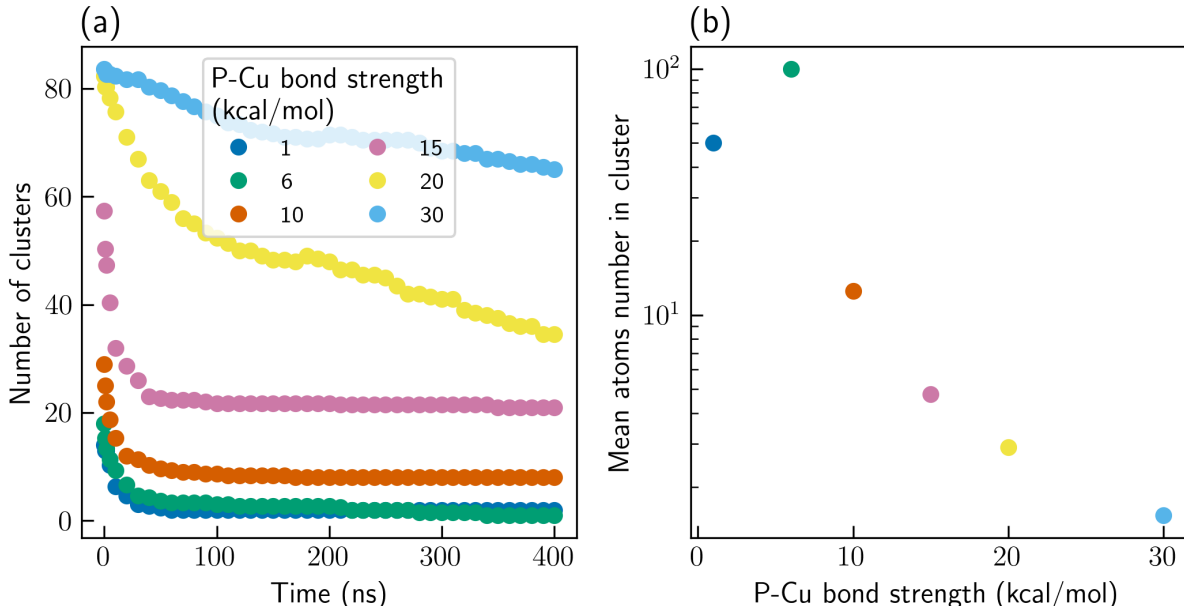 (a)
Number of clusters
80
60
40
20
0
P-Cu bond strength
(kcal/mol)
1
6
10
15
20
30
0
100
200
300
400
Time (ns)
(b)
Mean atoms number in cluster
10²
10¹
0
10
20
30
P-Cu bond strength (kcal/mol)